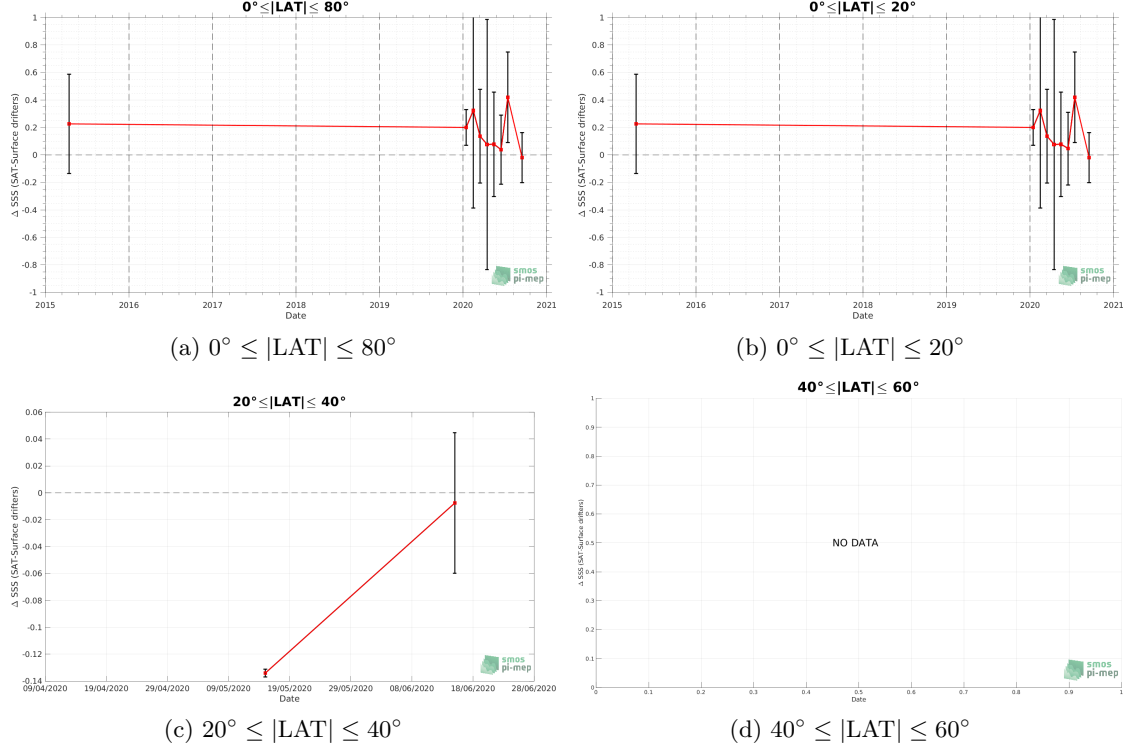 0°≤|LAT|≤ 80°
Δ SSS (SAT-Surface drifters)
1
0.8
0.6
0.4
0.2
0
-0.2
-0.4
-0.6
-0.8
-1
2015 2016 2017 2018 2019 2020 2021
Date
smos
pi-mep
(a) 0° ≤ |LAT| ≤ 80°
0°≤|LAT|≤ 20°
Δ SSS (SAT-Surface drifters)
1
0.8
0.6
0.4
0.2
0
-0.2
-0.4
-0.6
-0.8
-1
2015 2016 2017 2018 2019 2020 2021
Date
smos
pi-mep
(b) 0° ≤ |LAT| ≤ 20°
20°≤|LAT|≤ 40°
Δ SSS (SAT-Surface drifters)
0.06
0.04
0.02
0
-0.02
-0.04
-0.06
-0.08
-0.1
-0.12
-0.14
09/04/2020 19/04/2020 29/04/2020 09/05/2020 19/05/2020 29/05/2020 08/06/2020 18/06/2020 28/06/2020
Date
smos
pi-mep
(c) 20° ≤ |LAT| ≤ 40°
40°≤|LAT|≤ 60°
Δ SSS (SAT-Surface drifters)
1
0.9
0.8
0.7
0.6
0.5
0.4
0.3
0.2
0.1
0
NO DATA
0 0.1 0.2 0.3 0.4 0.5 0.6 0.7 0.8 0.9 1
Date
smos
pi-mep
(d) 40° ≤ |LAT| ≤ 60°